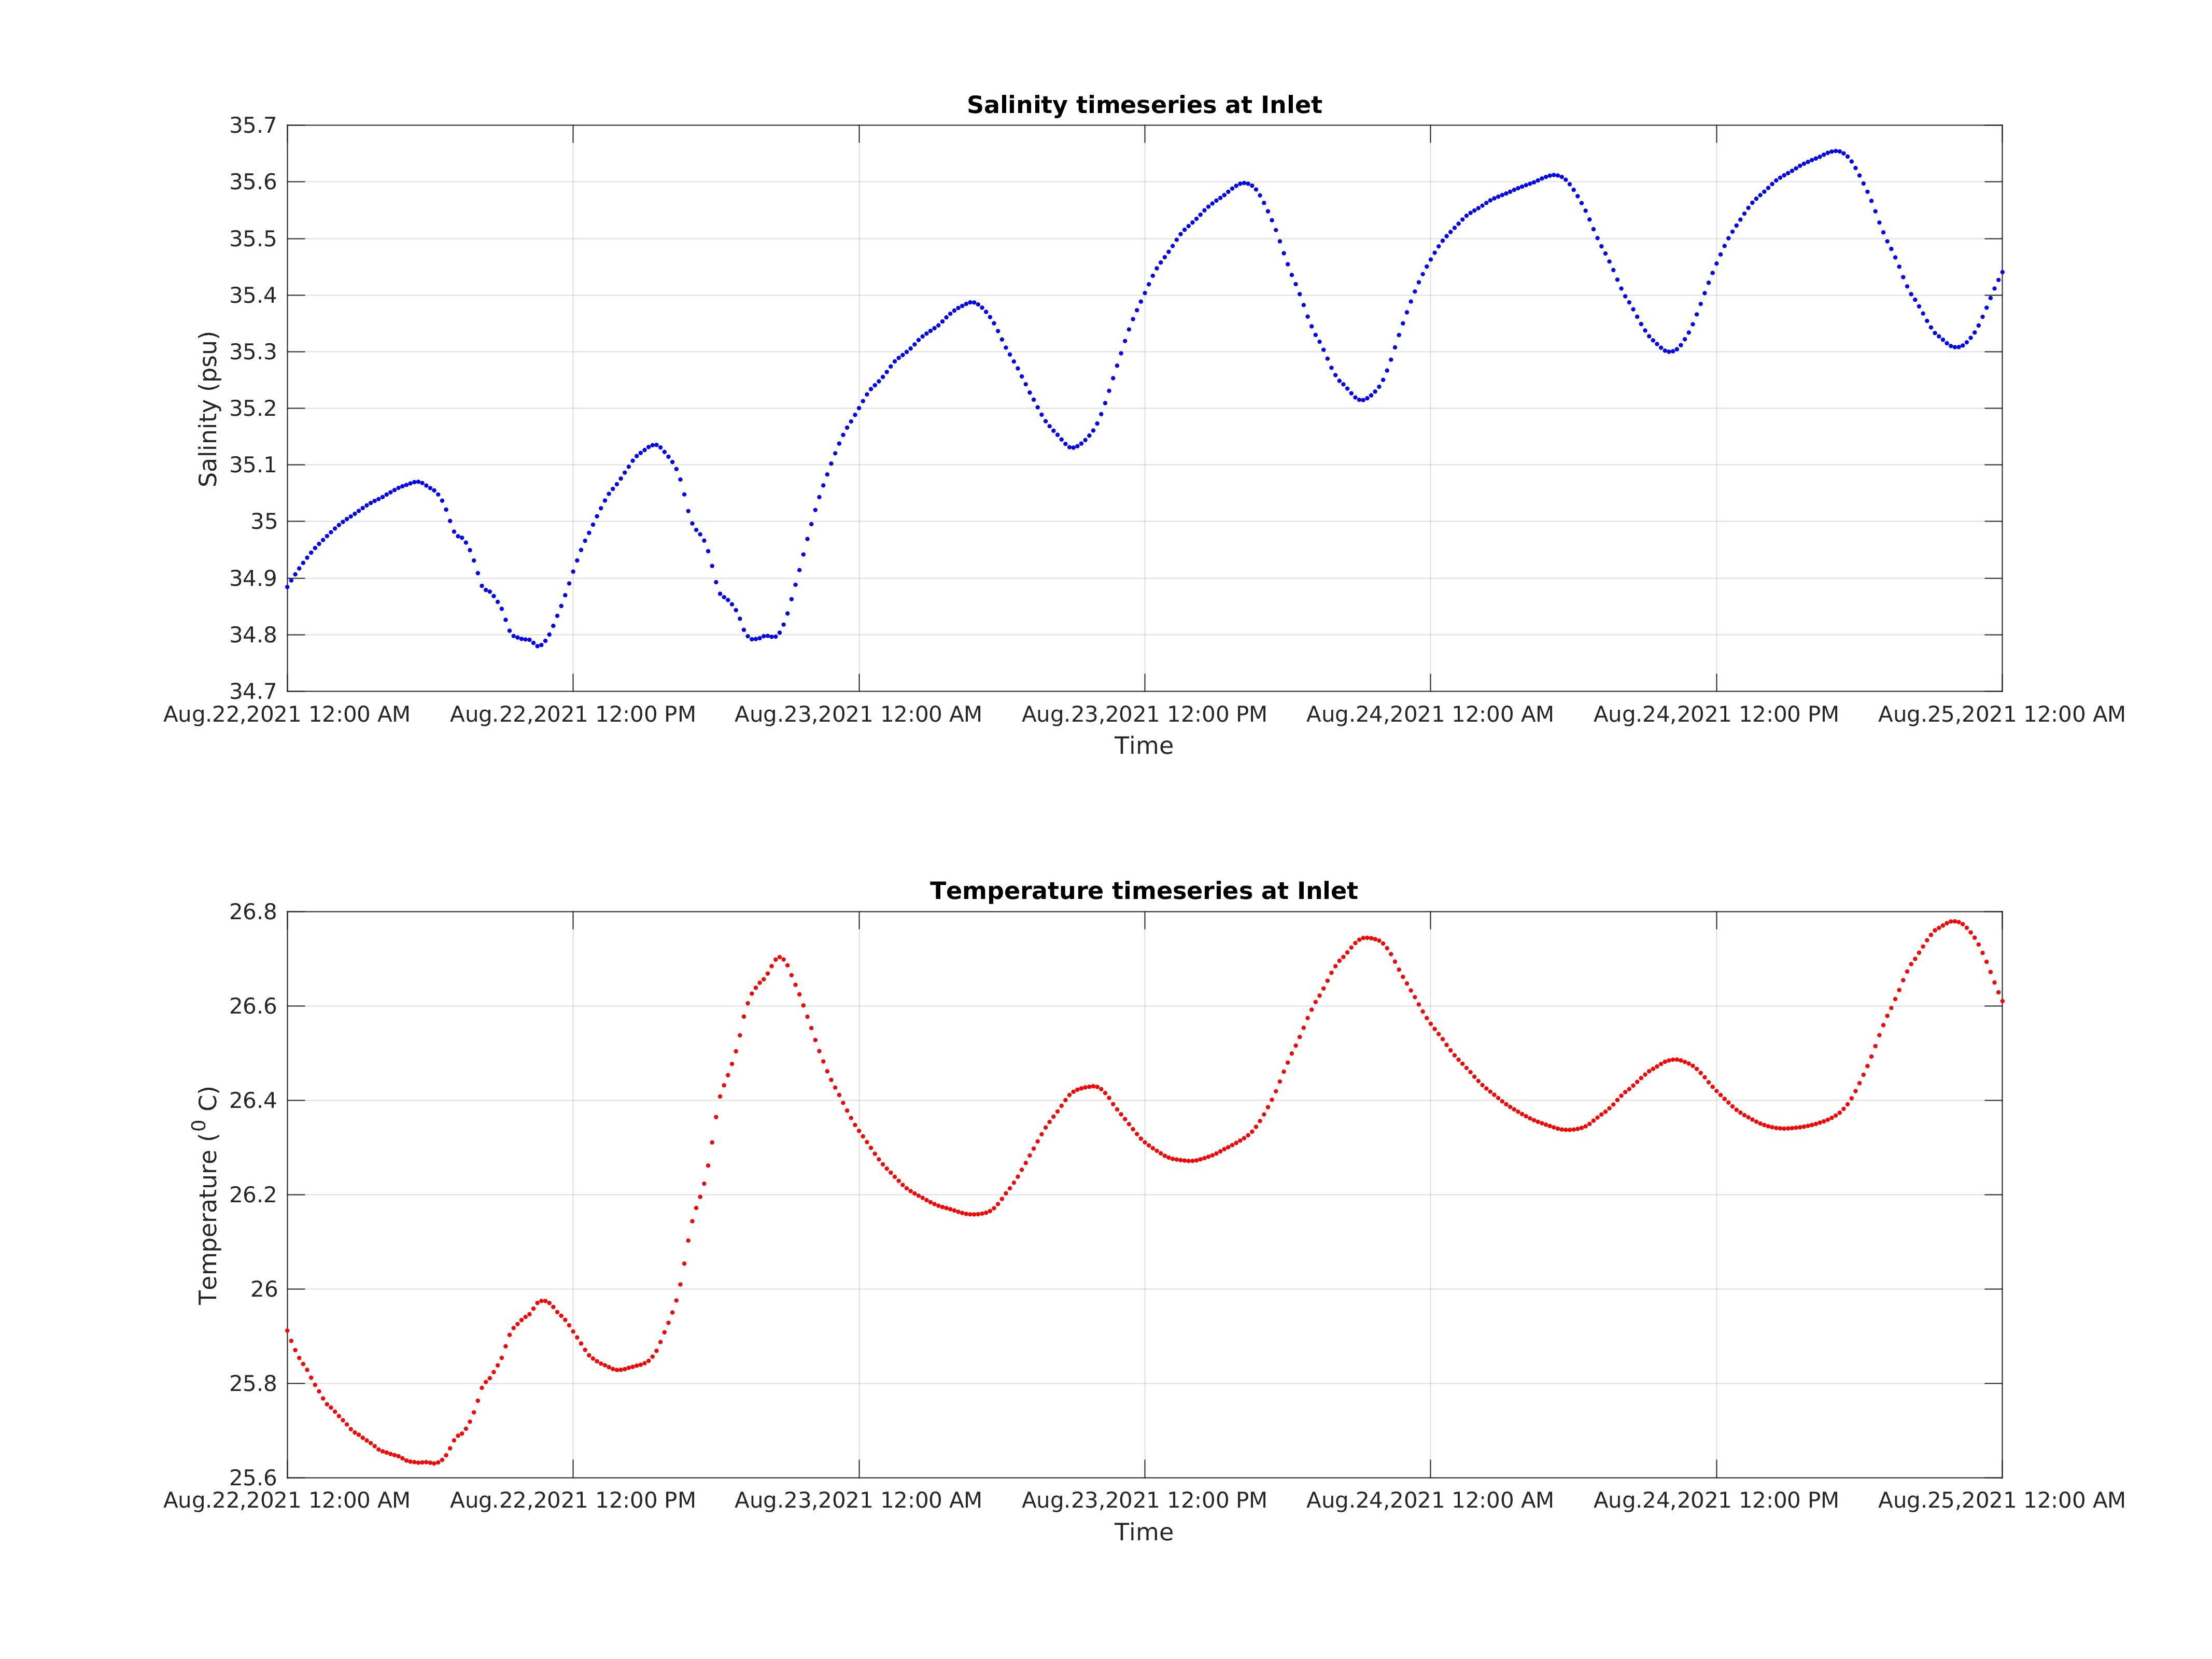 Salinity timeseries at Inlet
35.7
35.6
35.5
35.4
35.3
35.2
35.1
35
34.9
34.8
34.7
Salinity (psu)
Aug.22,2021 12:00 AM Aug.22,2021 12:00 PM Aug.23,2021 12:00 AM Aug.23,2021 12:00 PM Aug.24,2021 12:00 AM Aug.24,2021 12:00 PM Aug.25,2021 12:00 AM
Time
Temperature timeseries at Inlet
26.8
26.6
26.4
26.2
26
25.8
25.6
Temperature (⁰ C)
Aug.22,2021 12:00 AM Aug.22,2021 12:00 PM Aug.23,2021 12:00 AM Aug.23,2021 12:00 PM Aug.24,2021 12:00 AM Aug.24,2021 12:00 PM Aug.25,2021 12:00 AM
Time